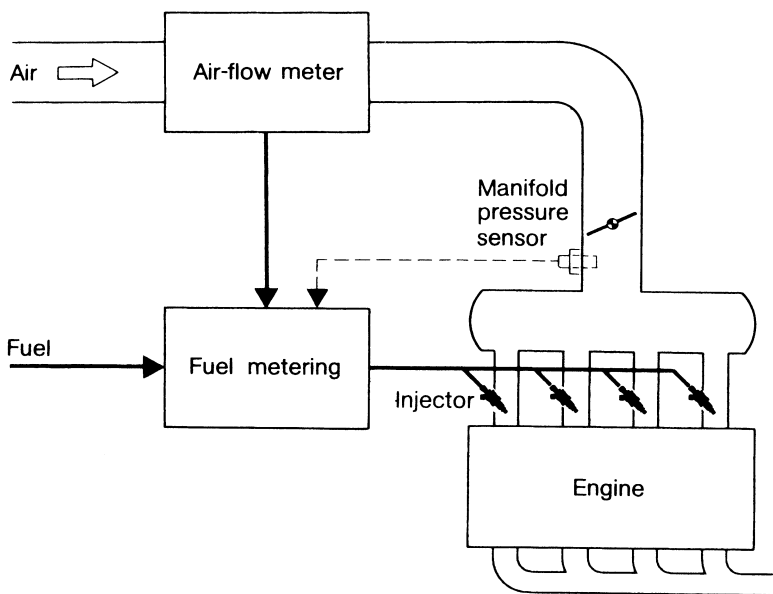 Air
Air-flow meter
Manifold
pressure
sensor
Fuel
Fuel metering
Injector
Engine